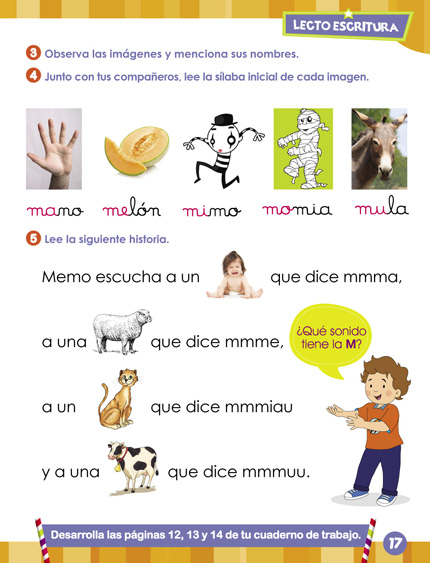 LECTO ESCRITURA
3 Observa las imágenes y menciona sus nombres.
4 Junto con tus compañeros, lee la sílaba inicial de cada imagen.
mano melón mimo momia mula
5 Lee la siguiente historia.
Memo escucha a un que dice mmma,
a una que dice mmme,
¿Qué sonido
tiene la M?
a un que dice mmmiau
y a una que dice mmmuu.
Desarrolla las páginas 12, 13 y 14 de tu cuaderno de trabajo.
17